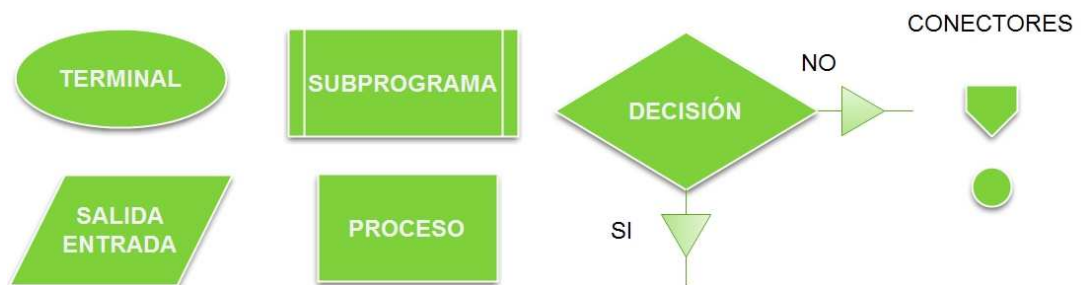 CONECTORES
TERMINAL
SUBPROGRAMA
DECISIÓN
NO
SALIDA
ENTRADA
PROCESO
SI